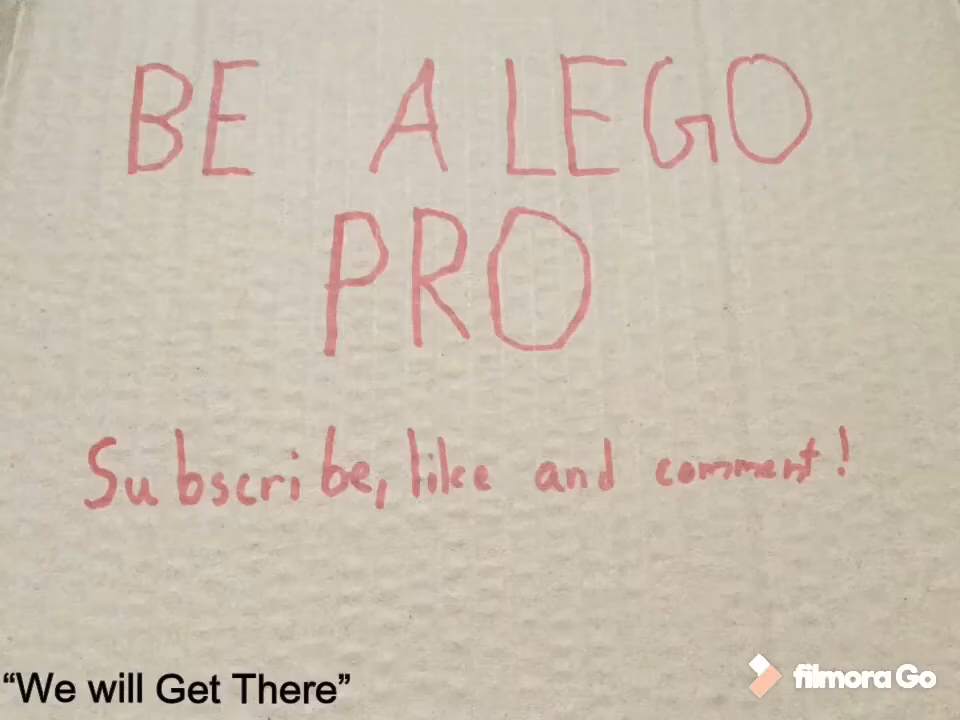 BE A LEGO
PRO
Subscribe, like and comment!
“We will Get There”
filmora Go